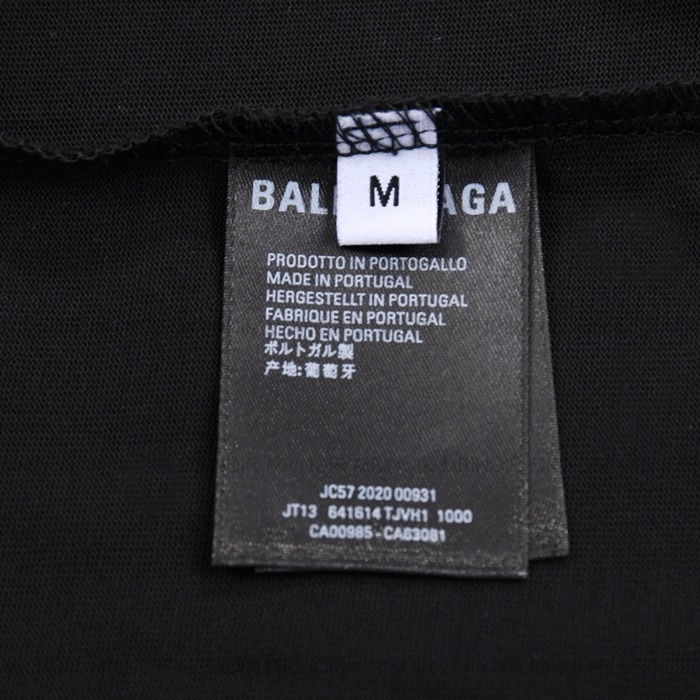 M
BAL AGA
PRODOTTO IN PORTOGALLO
MADE IN PORTUGAL
HERGESTELLT IN PORTUGAL
FABRIQUE EN PORTUGAL
HECHO EN PORTUGAL
ポルトガル製
产地:葡萄牙
JC57 2020 00931
JT13 641614 TJVH1 1000
CA00985 - CA63081